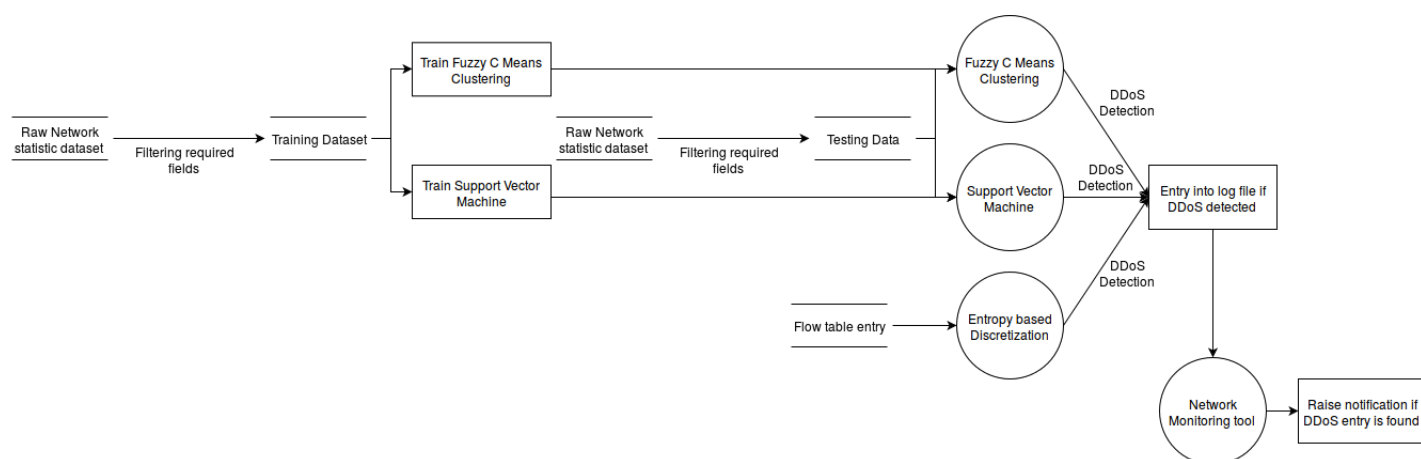 Train Fuzzy C Means
Clustering
Fuzzy C Means
Clustering
DDoS
Detection
Raw Network
statistic dataset
Filtering required
fields
Training Dataset
Raw Network
statistic dataset
Filtering required
fields
Testing Data
Train Support Vector
Machine
Support Vector
Machine
DDoS
Detection
Entry into log file if
DDoS detected
DDoS
Detection
Flow table entry
Entropy based
Discretization
Network
Monitoring tool
Raise notification if
DDoS entry is found